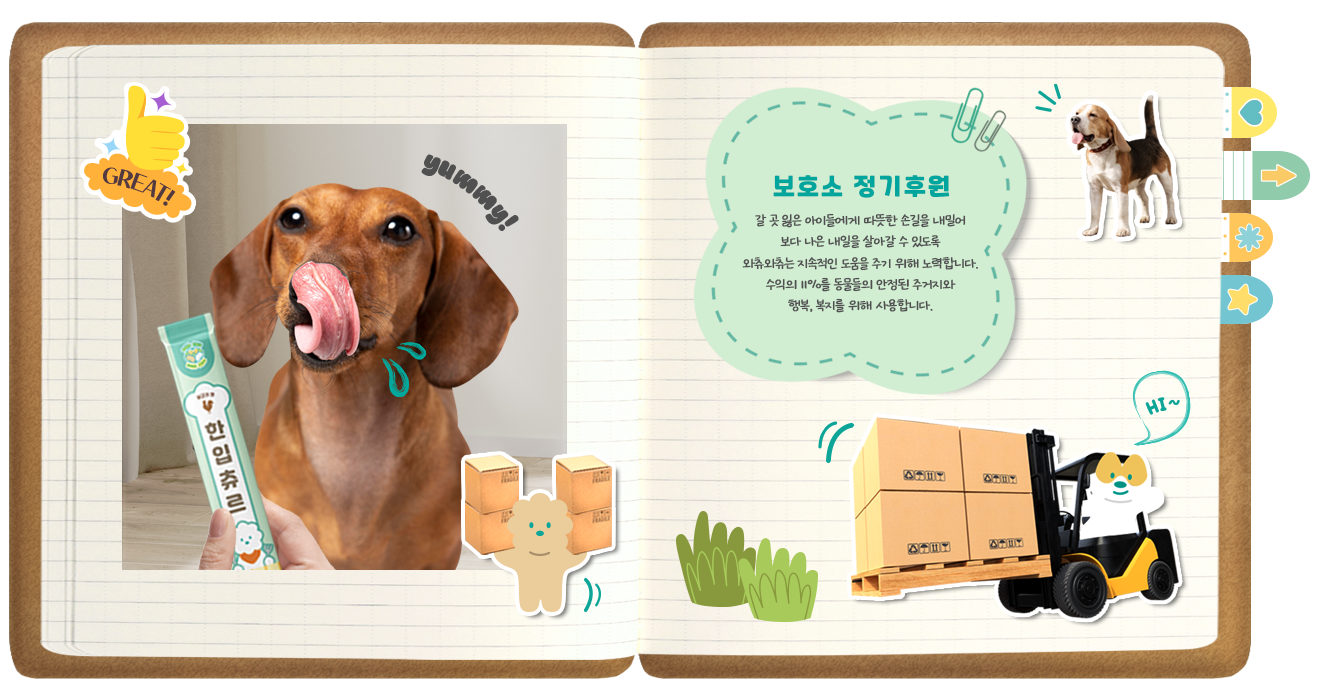 GREAT!
yummy!
한입츄르
보호소 정기후원
갈 곳 잃은 아이들에게 따뜻한 손길을 내밀어
보다 나은 내일을 살아갈 수 있도록
와츄와츄는 지속적인 도움을 주기 위해 노력합니다.
수익의 11%를 동물들의 안정된 주거지와
행복, 복지를 위해 사용합니다.
HI~
FRAGILE
FRAGILE